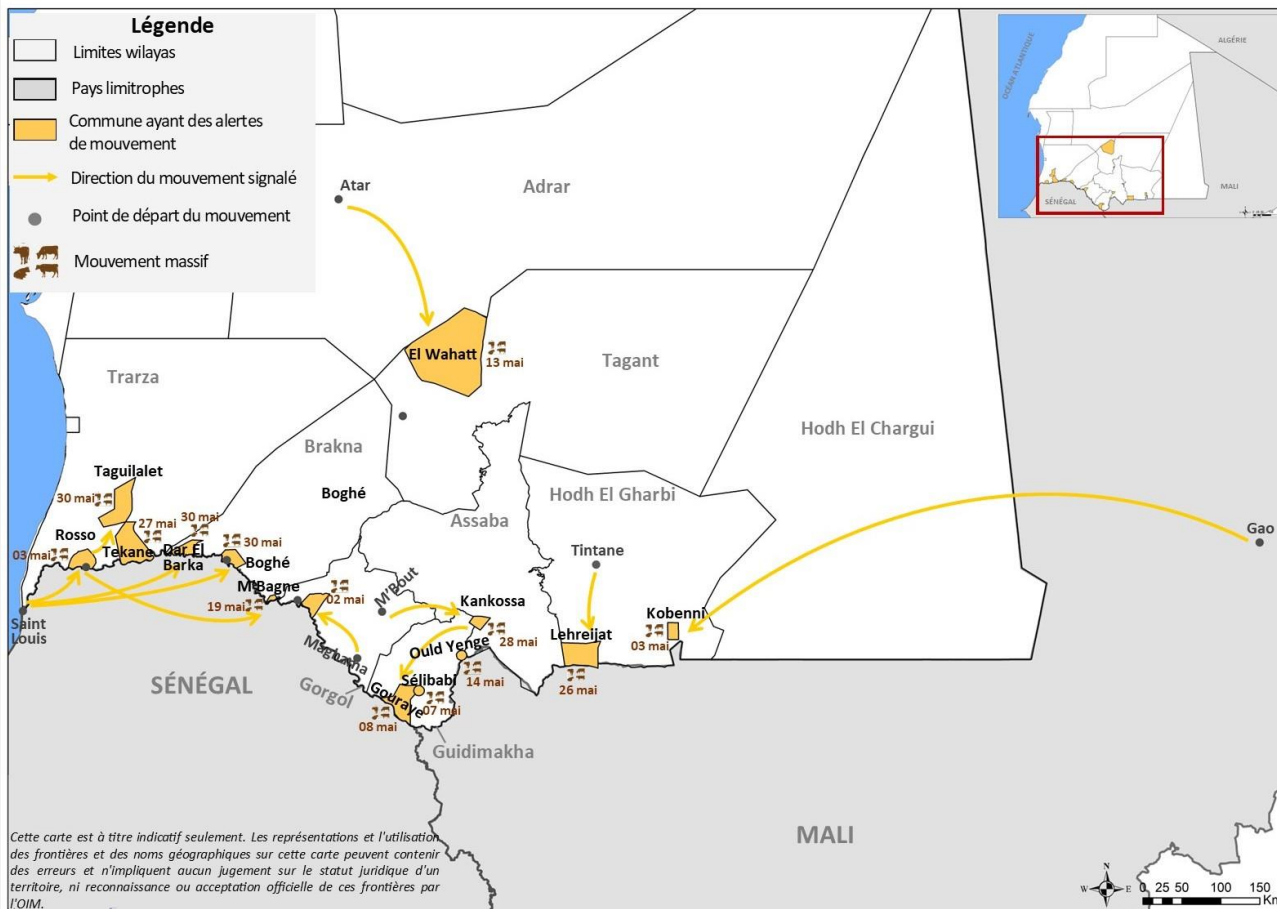 Légende
Limites wilayas
Pays limitrophes
Commune ayant des alertes
de mouvement
Direction du mouvement signalé
Point de départ du mouvement
Mouvement massif
OCÉAN ATLANTIQUE
ALGÉRIE
MALI
SÉNÉGAL
Atar
Adrar
El Wahatt
13 mai
Tagant
Trarza
Hodh El Chargui
Brakna
Taguilalet
30 mai
Boghé
Hodh El Gharbi
Assaba
27 mai
30 mai
30 mai
Rosso
03 mai
Tekane
Dar El
Barka
Boghé
Tintane
Gao
M'Bagne
19 mai
02 mai
M'Bout
Kankossa
28 mai
Kobenni
03 mai
Saint
Louis
Lehreijat
26 mai
Maghama
Ould Yenge
14 mai
SÉNÉGAL
Gorgol
Sélibabi
07 mai
Gouraye
08 mai
Guidimakha
MALI
Cette carte est à titre indicatif seulement. Les représentations et l'utilisation
des frontières et des noms géographiques sur cette carte peuvent contenir
des erreurs et n'impliquent aucun jugement sur le statut juridique d'un
territoire, ni reconnaissance ou acceptation officielle de ces frontières par
l'OIM.
N
W E
S
0 25 50 100 150
Km